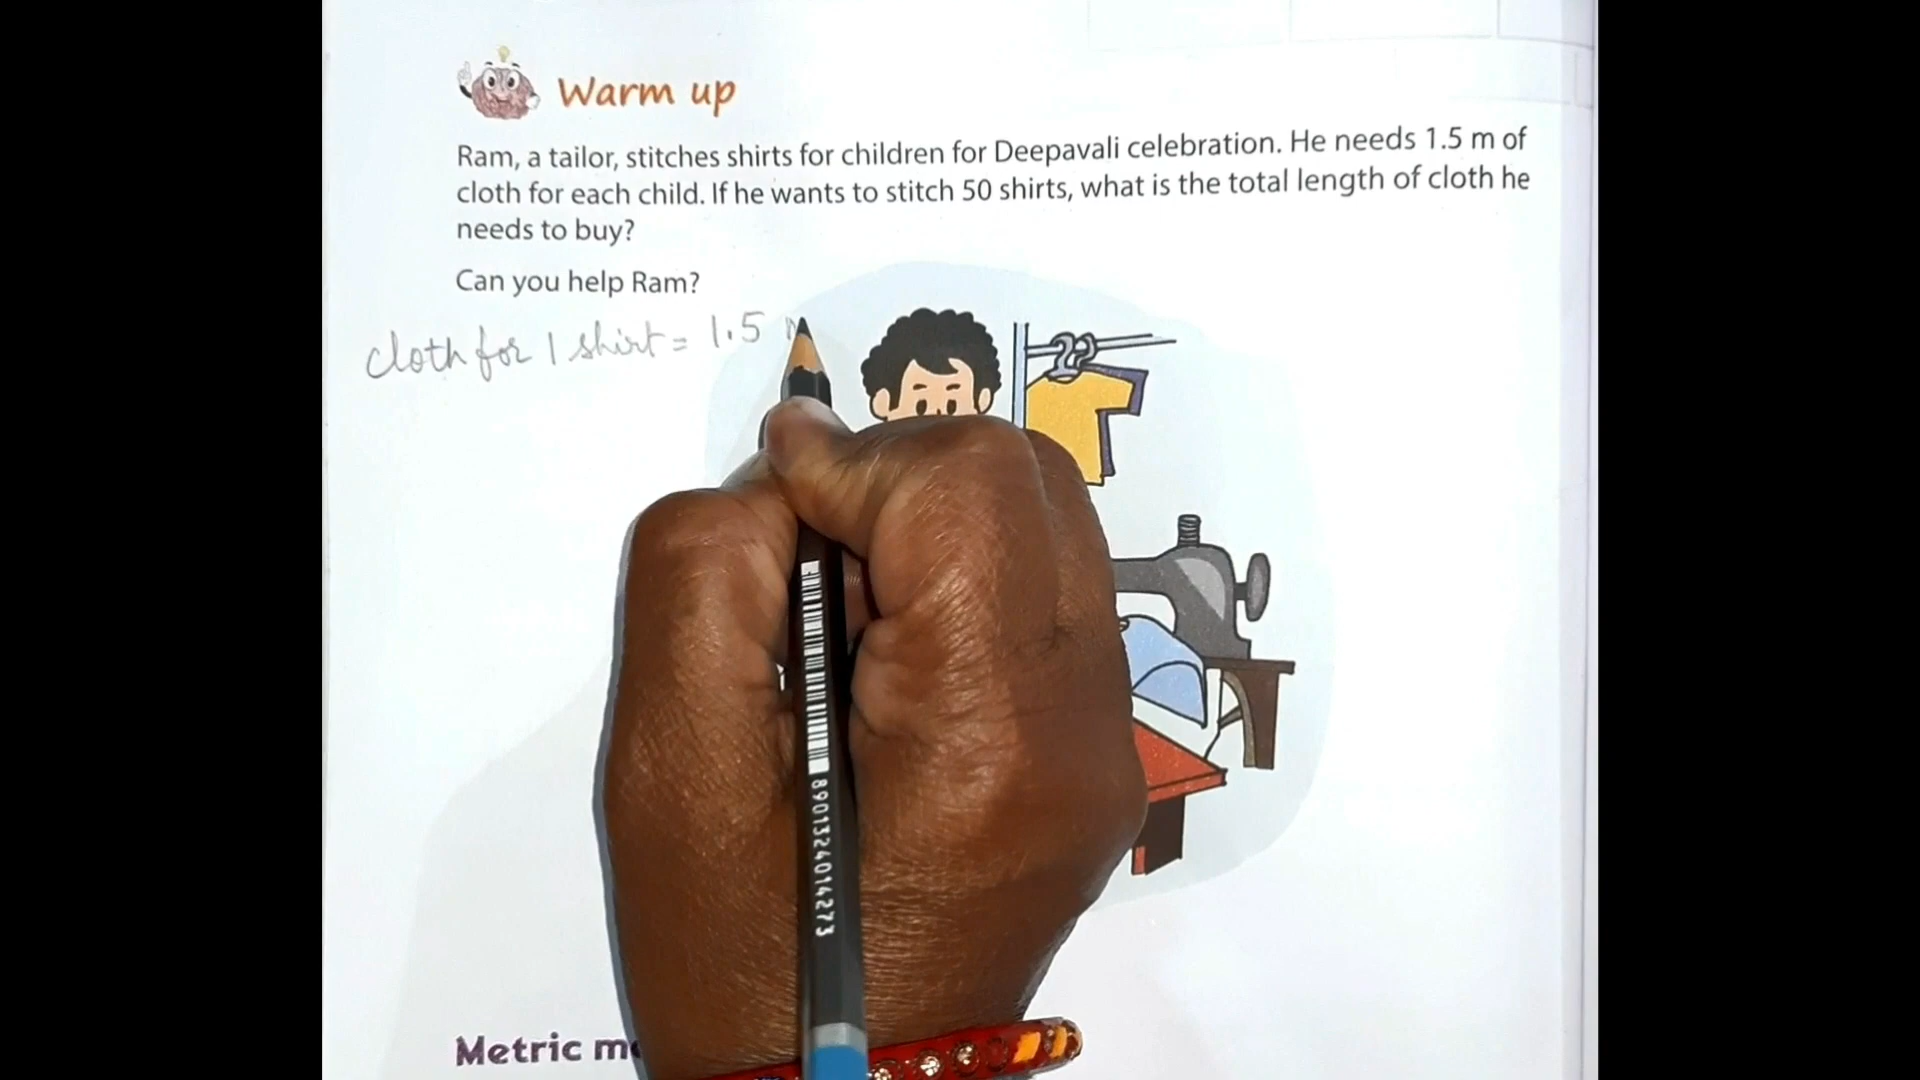 Warm up
Ram, a tailor, stitches shirts for children for Deepavali celebration. He needs 1.5 m of
cloth for each child. If he wants to stitch 50 shirts, what is the total length of cloth he
needs to buy?
Can you help Ram?
cloth for 1 shirt = 1.5
8901324014273
Metric